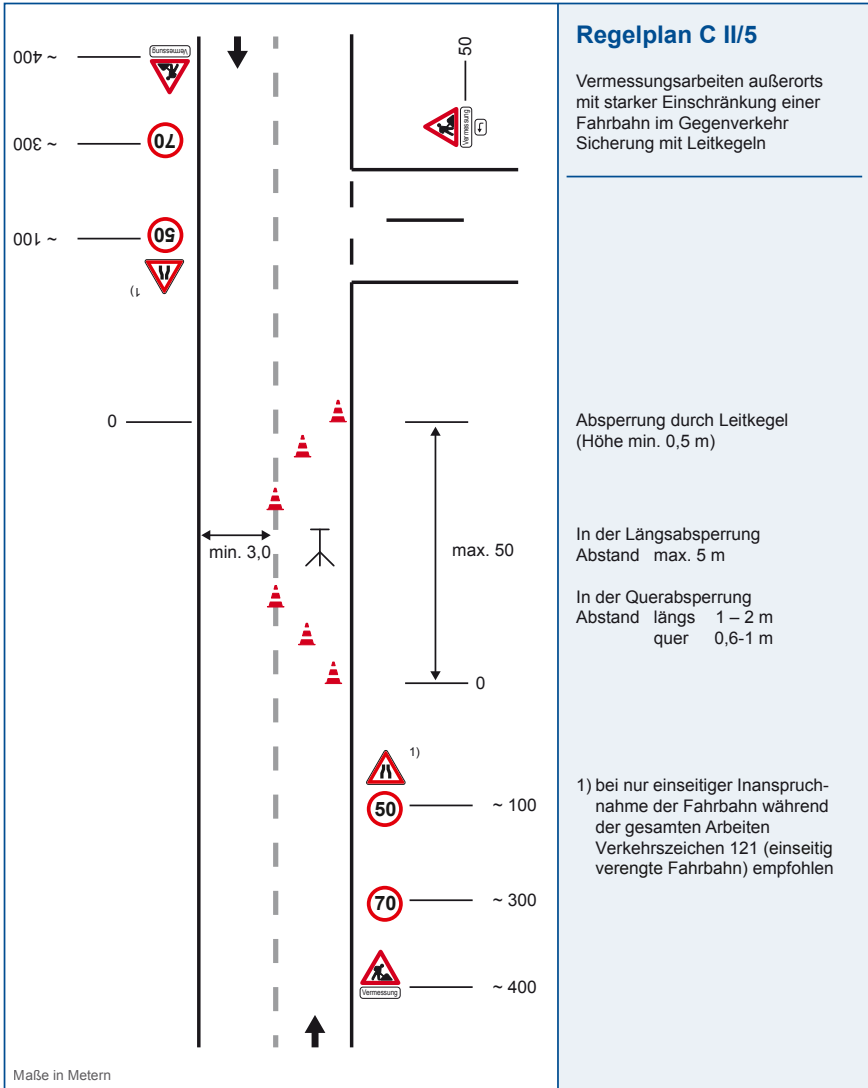 Regelplan C II/5
Vermessungsarbeiten außerorts
mit starker Einschränkung einer
Fahrbahn im Gegenverkehr
Sicherung mit Leitkegeln
~ 400
Vermessung
~ 300
70
~ 100
50
1)
50
Vermessung
0
Absperrung durch Leitkegel
(Höhe min. 0,5 m)
min. 3,0
max. 50
In der Längsabsperrung
Abstand max. 5 m
In der Querabsperrung
Abstand längs 1 – 2 m
quer 0,6-1 m
0
1)
50
~ 100
70
~ 300
Vermessung
~ 400
1) bei nur einseitiger Inanspruch-
nahme der Fahrbahn während
der gesamten Arbeiten
Verkehrszeichen 121 (einseitig
verengte Fahrbahn) empfohlen
Maße in Metern